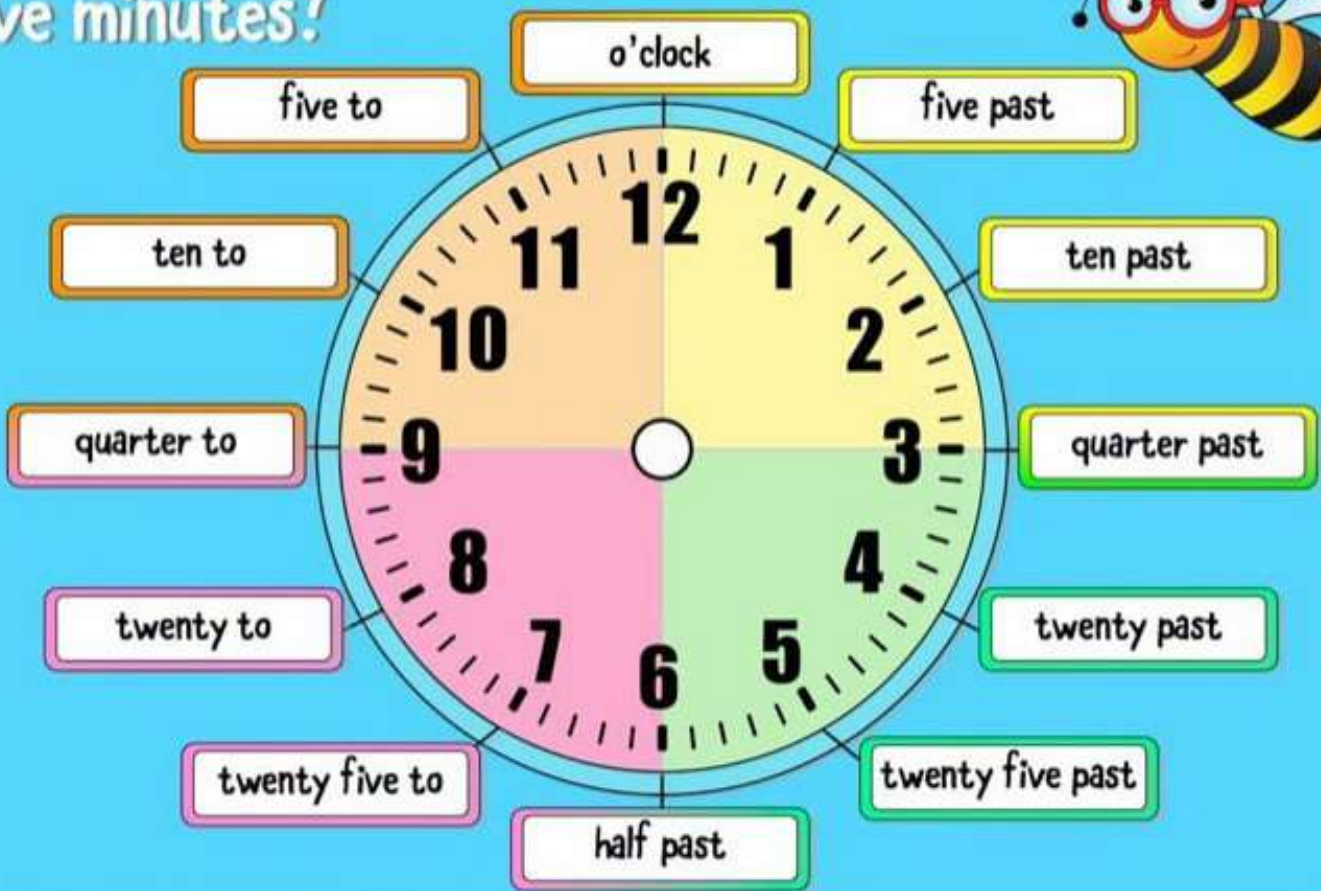 ve minutes!
o'clock
five past
ten past
quarter past
twenty past
twenty five past
half past
twenty five to
twenty to
quarter to
ten to
five to
12
1
2
3
4
5
6
7
8
9
10
11